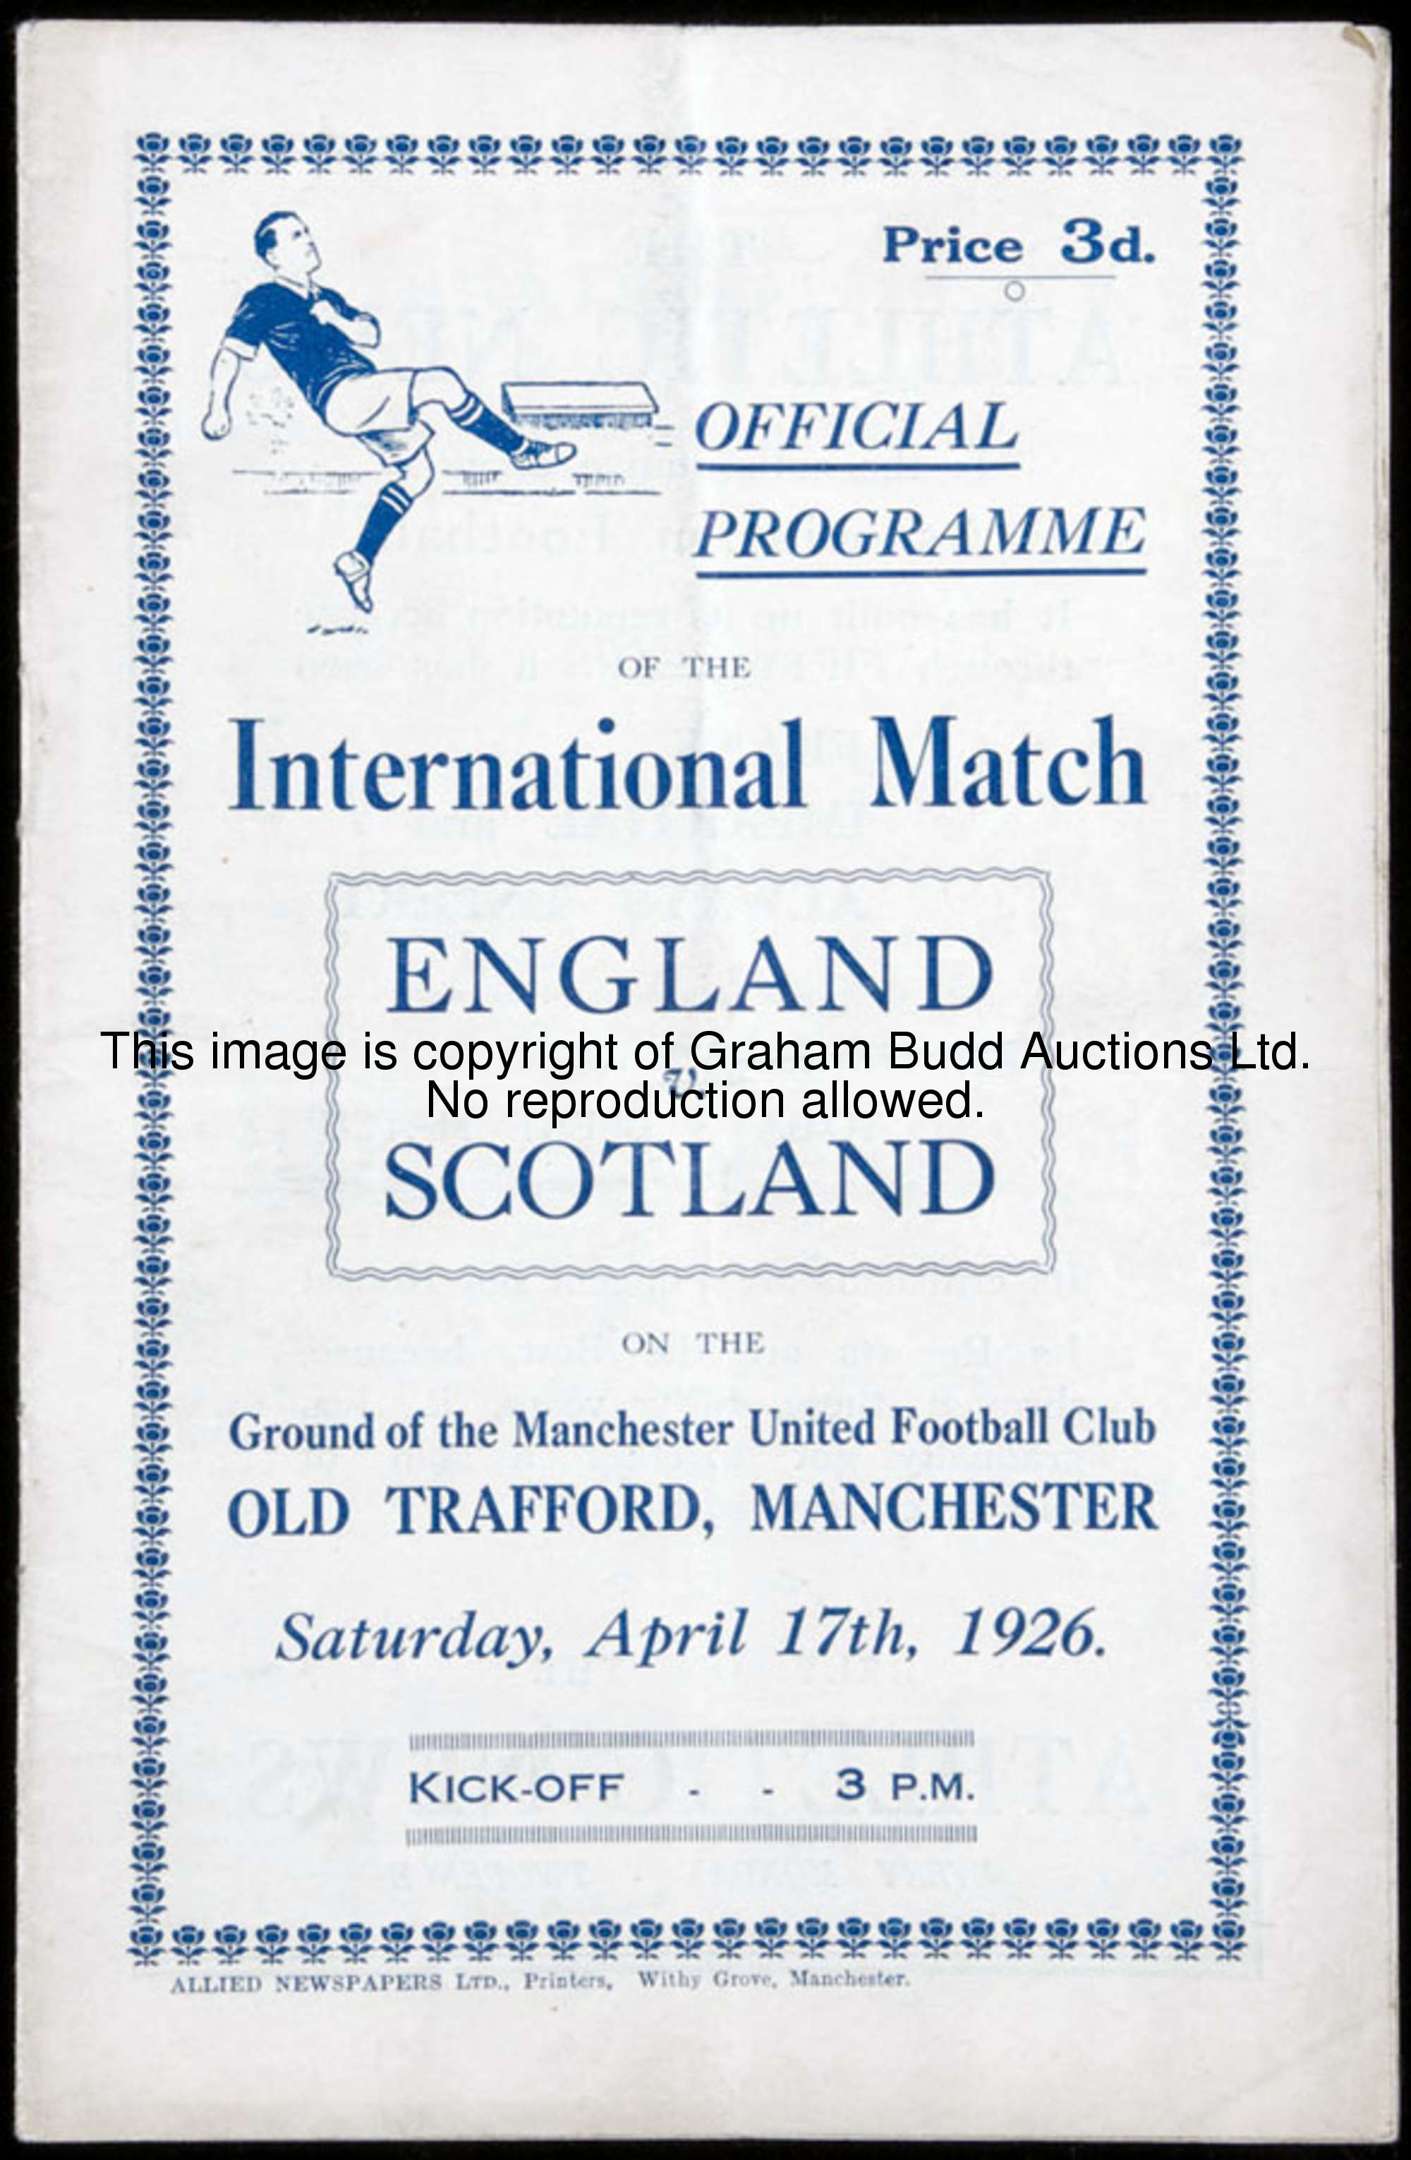 Price 3d.
OFFICIAL
PROGRAMME
OF THE
International Match
ENGLAND
This image is copyright of Graham Budd Auctions Ltd.
v.
No reproduction allowed.
SCOTLAND
ON THE
Ground of the Manchester United Football Club
OLD TRAFFORD, MANCHESTER
Saturday, April 17th, 1926.
KICK-OFF - - 3 P.M.
ALLIED NEWSPAPERS LTD., Printers, Withy Grove, Manchester.